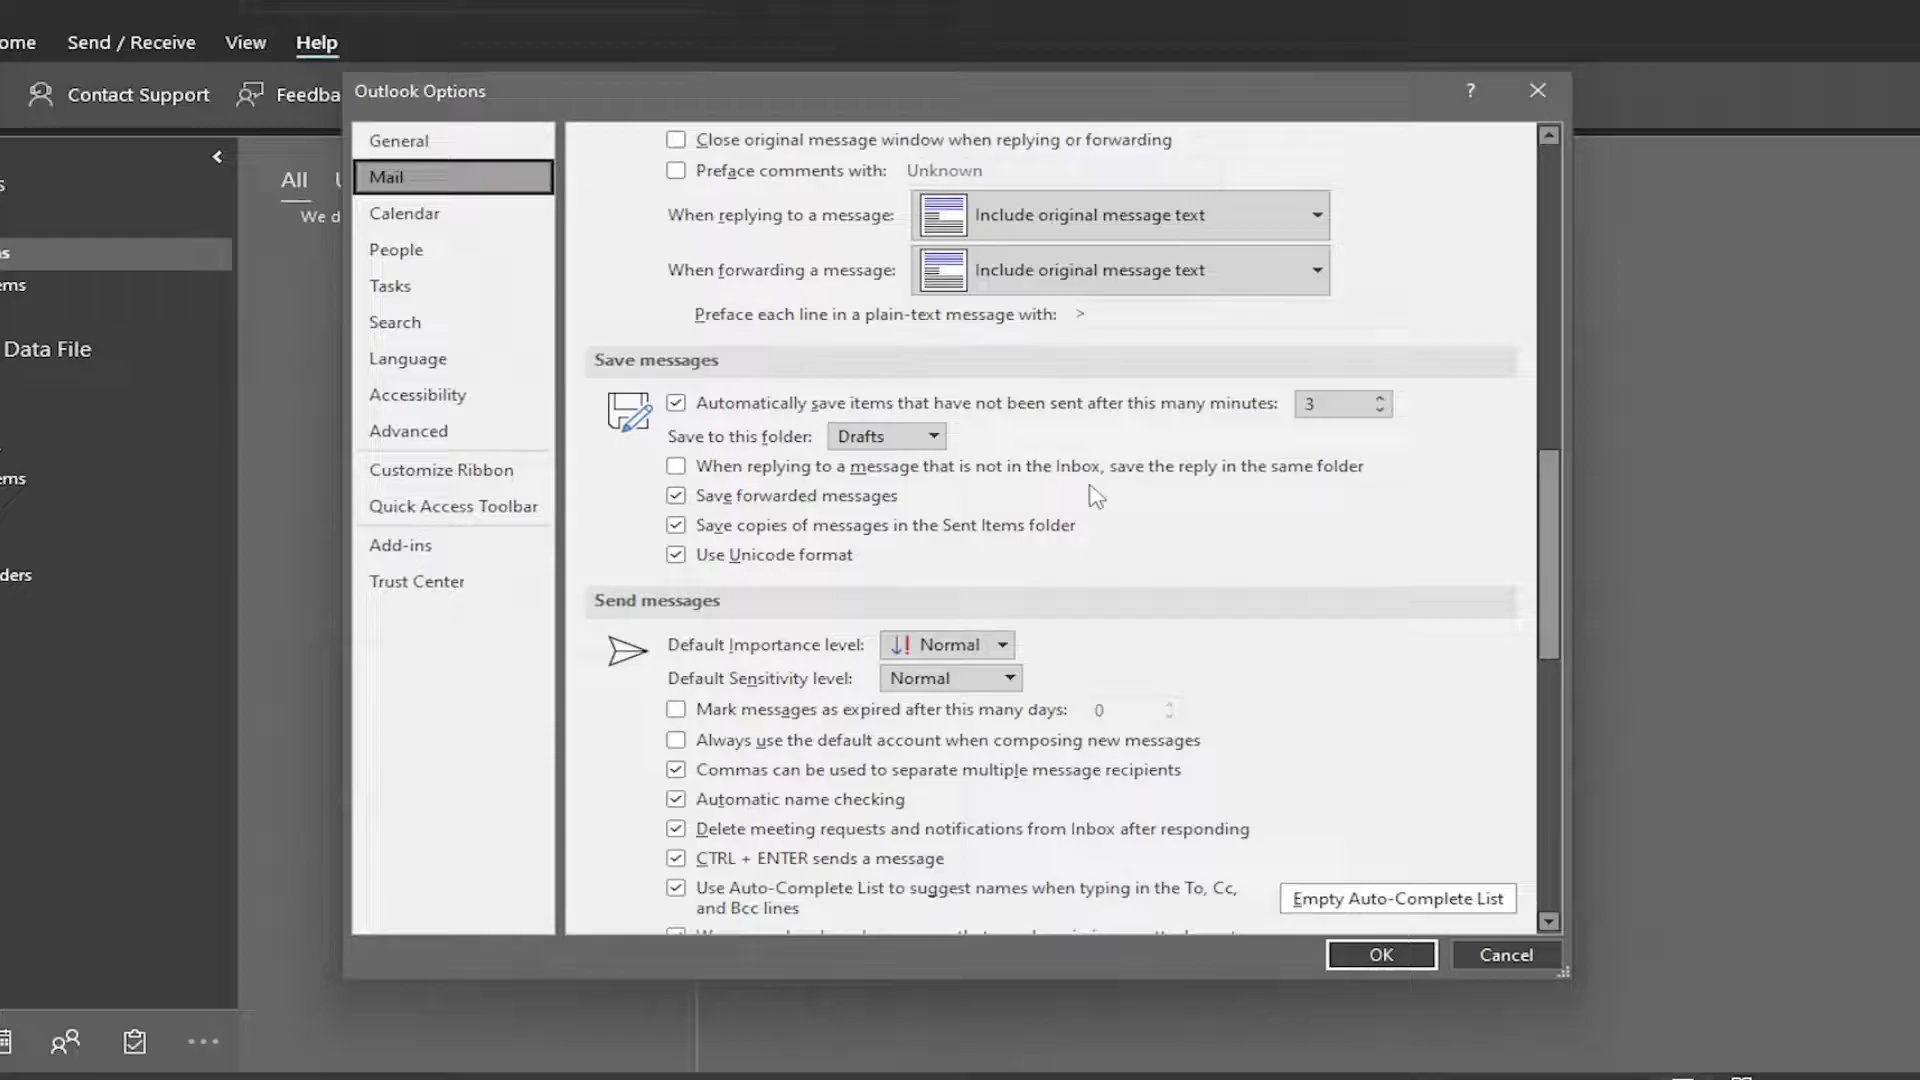 ome Send / Receive View Help
Contact Support Feedba
Outlook Options ?
s
All
We d
s
ems
Data File
ems
ders
General
Mail
Calendar
People
Tasks
Search
Language
Accessibility
Advanced
Customize Ribbon
Quick Access Toolbar
Add-ins
Trust Center
Close original message window when replying or forwarding
Preface comments with: Unknown
When replying to a message: Include original message text
When forwarding a message: Include original message text
Preface each line in a plain-text message with: >
Save messages
Automatically save items that have not been sent after this many minutes: 3
Save to this folder: Drafts
When replying to a message that is not in the Inbox, save the reply in the same folder
Save forwarded messages
Save copies of messages in the Sent Items folder
Use Unicode format
Send messages
Default Importance level: Normal
Default Sensitivity level: Normal
Mark messages as expired after this many days: 0
Always use the default account when composing new messages
Commas can be used to separate multiple message recipients
Automatic name checking
Delete meeting requests and notifications from Inbox after responding
CTRL + ENTER sends a message
Use Auto-Complete List to suggest names when typing in the To, Cc,
and Bcc lines
Empty Auto-Complete List
OK Cancel